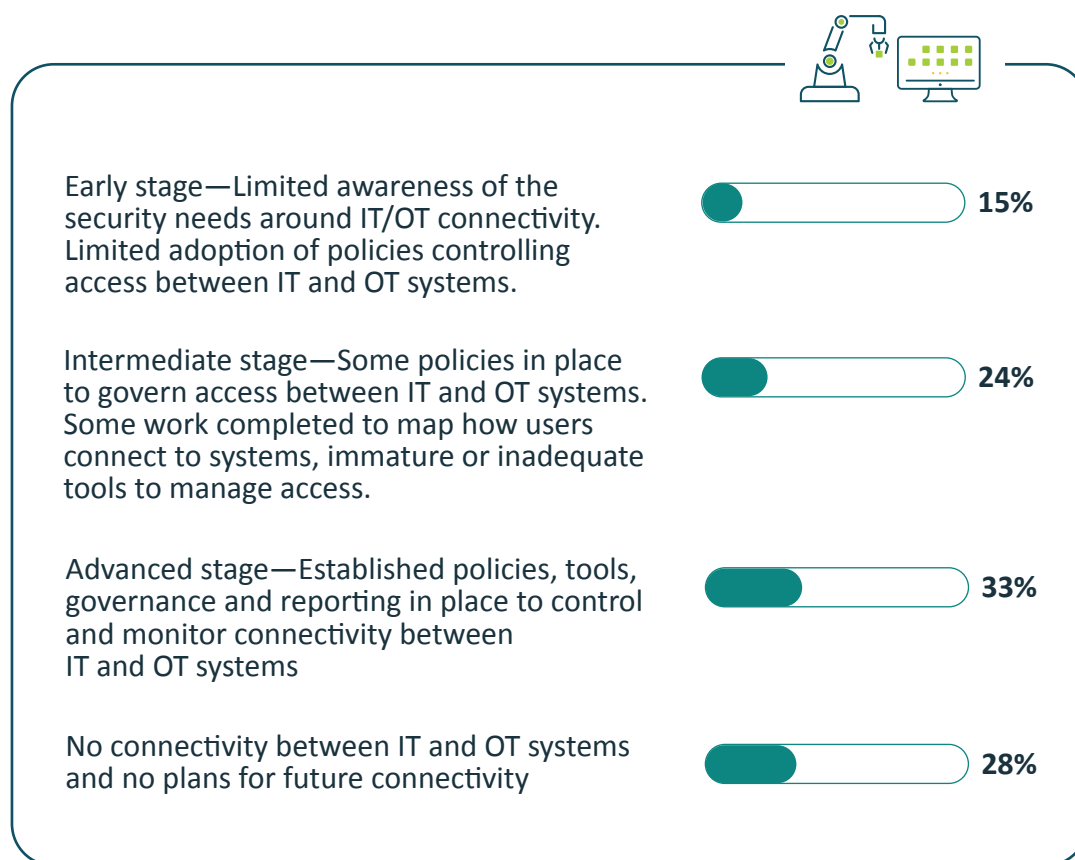 Early stage—Limited awareness of the
security needs around IT/OT connectivity.
Limited adoption of policies controlling
access between IT and OT systems.
15%
Intermediate stage—Some policies in place
to govern access between IT and OT systems.
Some work completed to map how users
connect to systems, immature or inadequate
tools to manage access.
24%
Advanced stage—Established policies, tools,
governance and reporting in place to control
and monitor connectivity between
IT and OT systems
33%
No connectivity between IT and OT systems
and no plans for future connectivity
28%